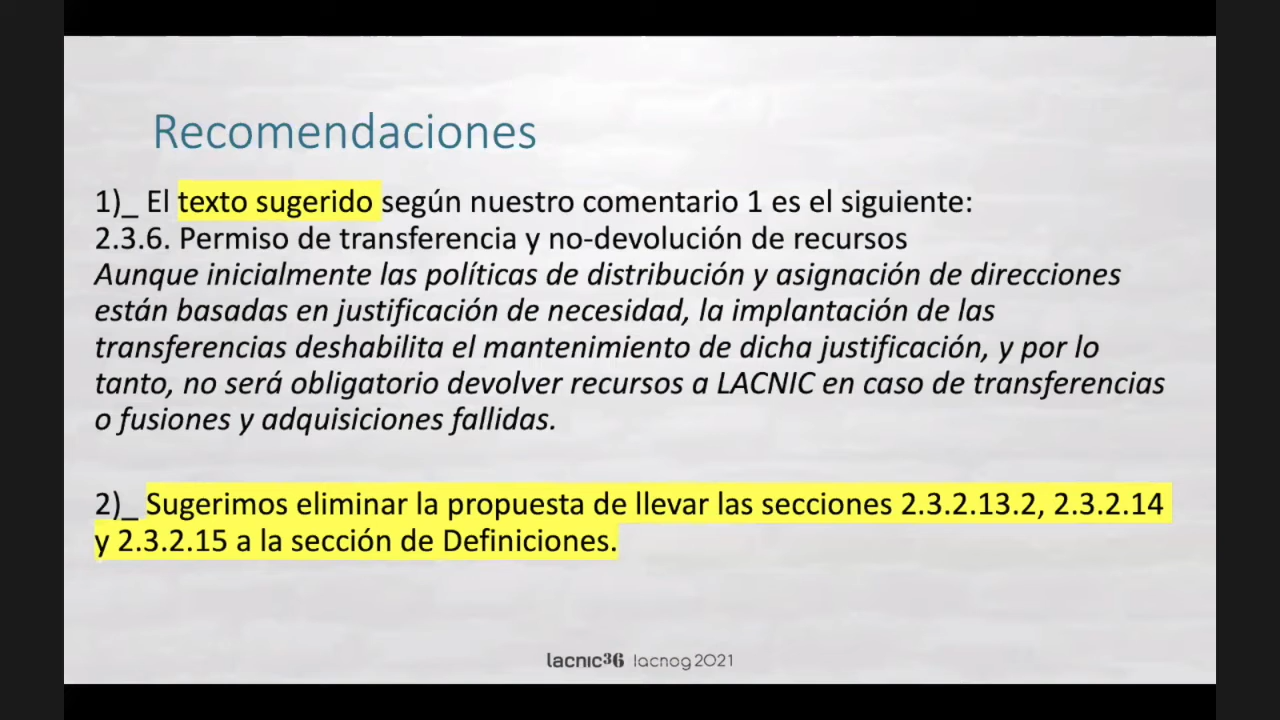 Recomendaciones
1)_ El texto sugerido según nuestro comentario 1 es el siguiente:
2.3.6. Permiso de transferencia y no-devolución de recursos
Aunque inicialmente las políticas de distribución y asignación de direcciones
están basadas en justificación de necesidad, la implantación de las
transferencias deshabilita el mantenimiento de dicha justificación, y por lo
tanto, no será obligatorio devolver recursos a LACNIC en caso de transferencias
o fusiones y adquisiciones fallidas.
2)_ Sugerimos eliminar la propuesta de llevar las secciones 2.3.2.13.2, 2.3.2.14
y 2.3.2.15 a la sección de Definiciones.
lacnic36 lacnog2021